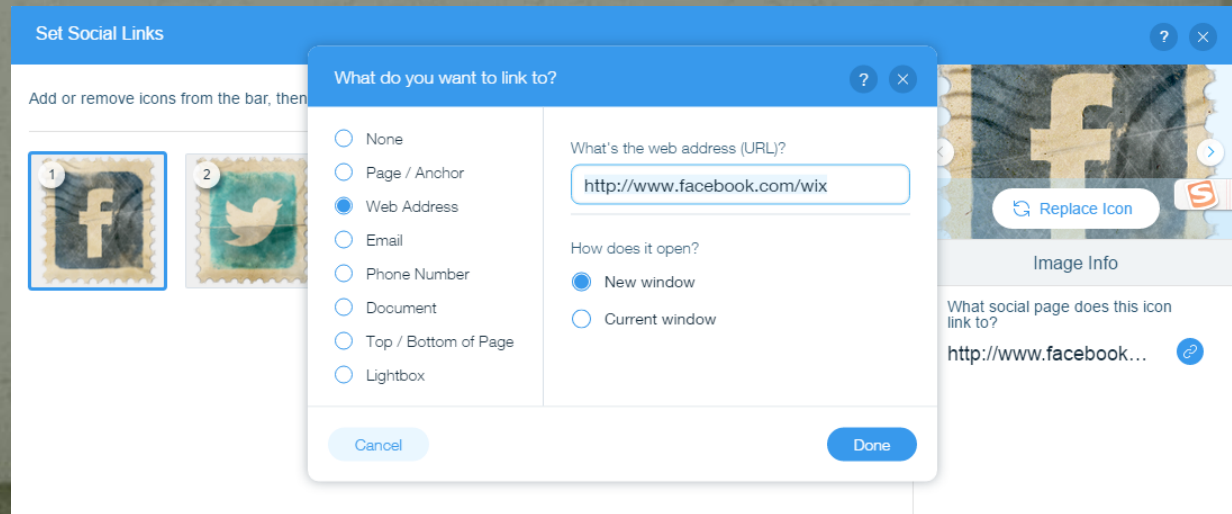 Set Social Links
?
What do you want to link to?
?
Add or remove icons from the bar, then
1
2
None
Page / Anchor
Web Address
Email
Phone Number
Document
Top / Bottom of Page
Lightbox
What's the web address (URL)?
http://www.facebook.com/wix
How does it open?
New window
Current window
Cancel
Done
f
f
Replace Icon
S
Image Info
What social page does this icon
link to?
http://www.facebook...